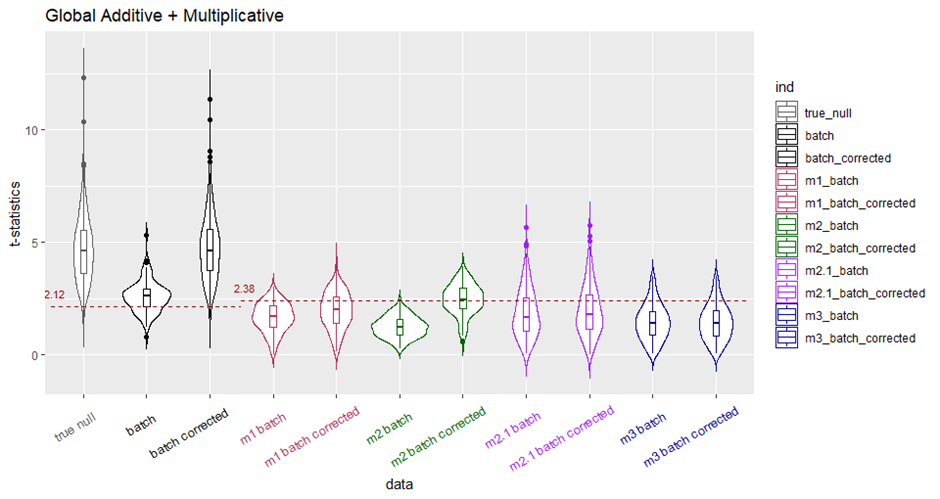 Global Additive + Multiplicative
t-statistics
10
5
0
2.12
2.38
true null
batch
batch corrected
m1 batch
m1 batch corrected
m2 batch
m2 batch corrected
m2.1 batch
m2.1 batch corrected
m3 batch
m3 batch corrected
data
ind
true_null
batch
batch_corrected
m1_batch
m1_batch_corrected
m2_batch
m2_batch_corrected
m2.1_batch
m2.1_batch_corrected
m3_batch
m3_batch_corrected